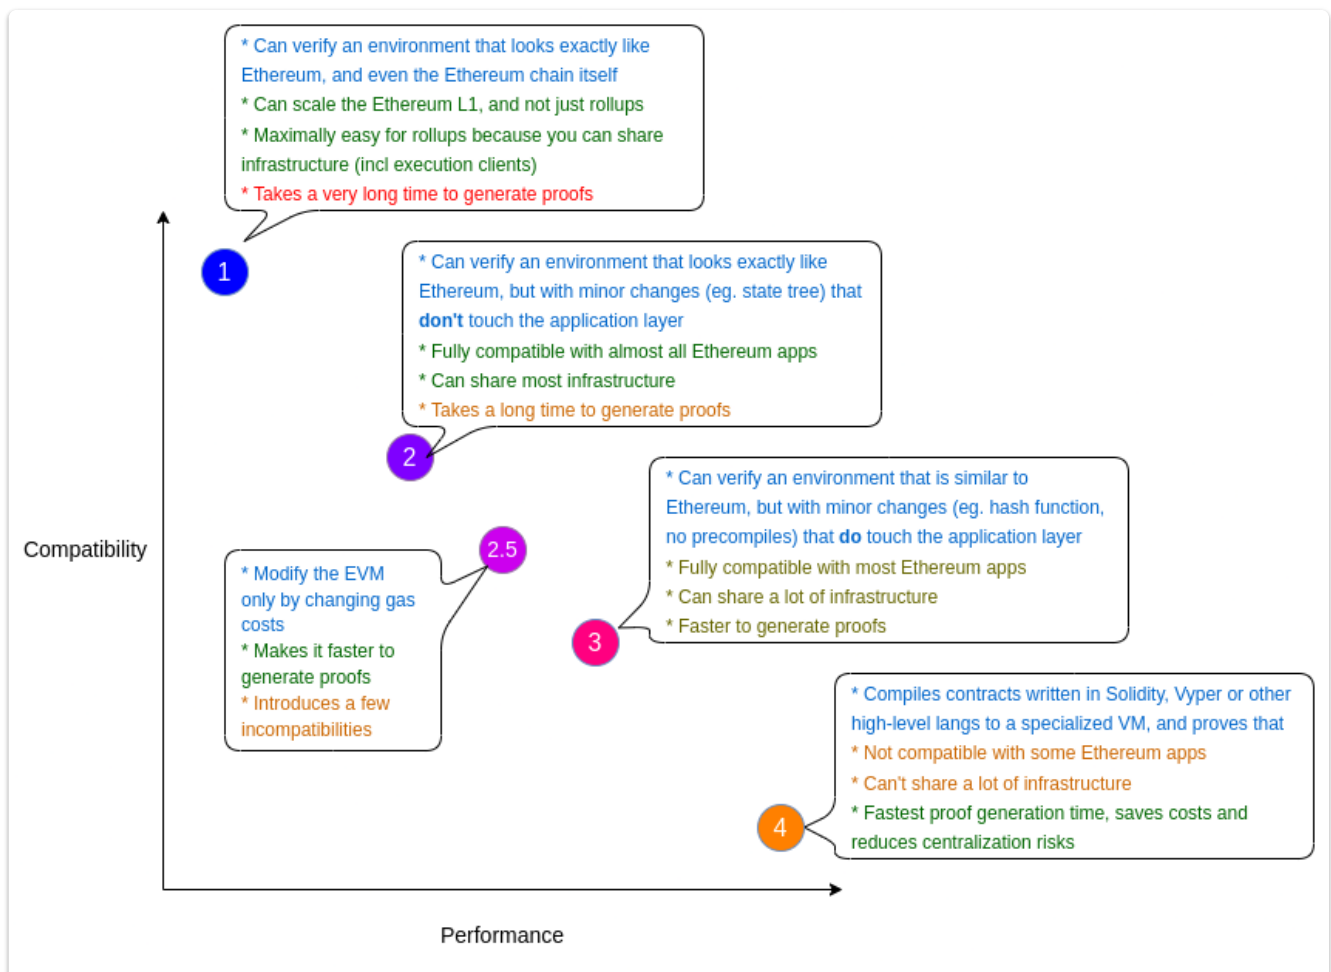 * Can verify an environment that looks exactly like
Ethereum, and even the Ethereum chain itself
* Can scale the Ethereum L1, and not just rollups
* Maximally easy for rollups because you can share
infrastructure (incl execution clients)
* Takes a very long time to generate proofs
1
* Can verify an environment that looks exactly like
Ethereum, but with minor changes (eg. state tree) that
don't touch the application layer
* Fully compatible with almost all Ethereum apps
* Can share most infrastructure
* Takes a long time to generate proofs
2
Compatibility
2.5
* Modify the EVM
only by changing gas
costs
* Makes it faster to
generate proofs
* Introduces a few
incompatibilities
* Can verify an environment that is similar to
Ethereum, but with minor changes (eg. hash function,
no precompiles) that do touch the application layer
* Fully compatible with most Ethereum apps
* Can share a lot of infrastructure
* Faster to generate proofs
3
* Compiles contracts written in Solidity, Vyper or other
high-level langs to a specialized VM, and proves that
* Not compatible with some Ethereum apps
* Can't share a lot of infrastructure
* Fastest proof generation time, saves costs and
reduces centralization risks
4
Performance